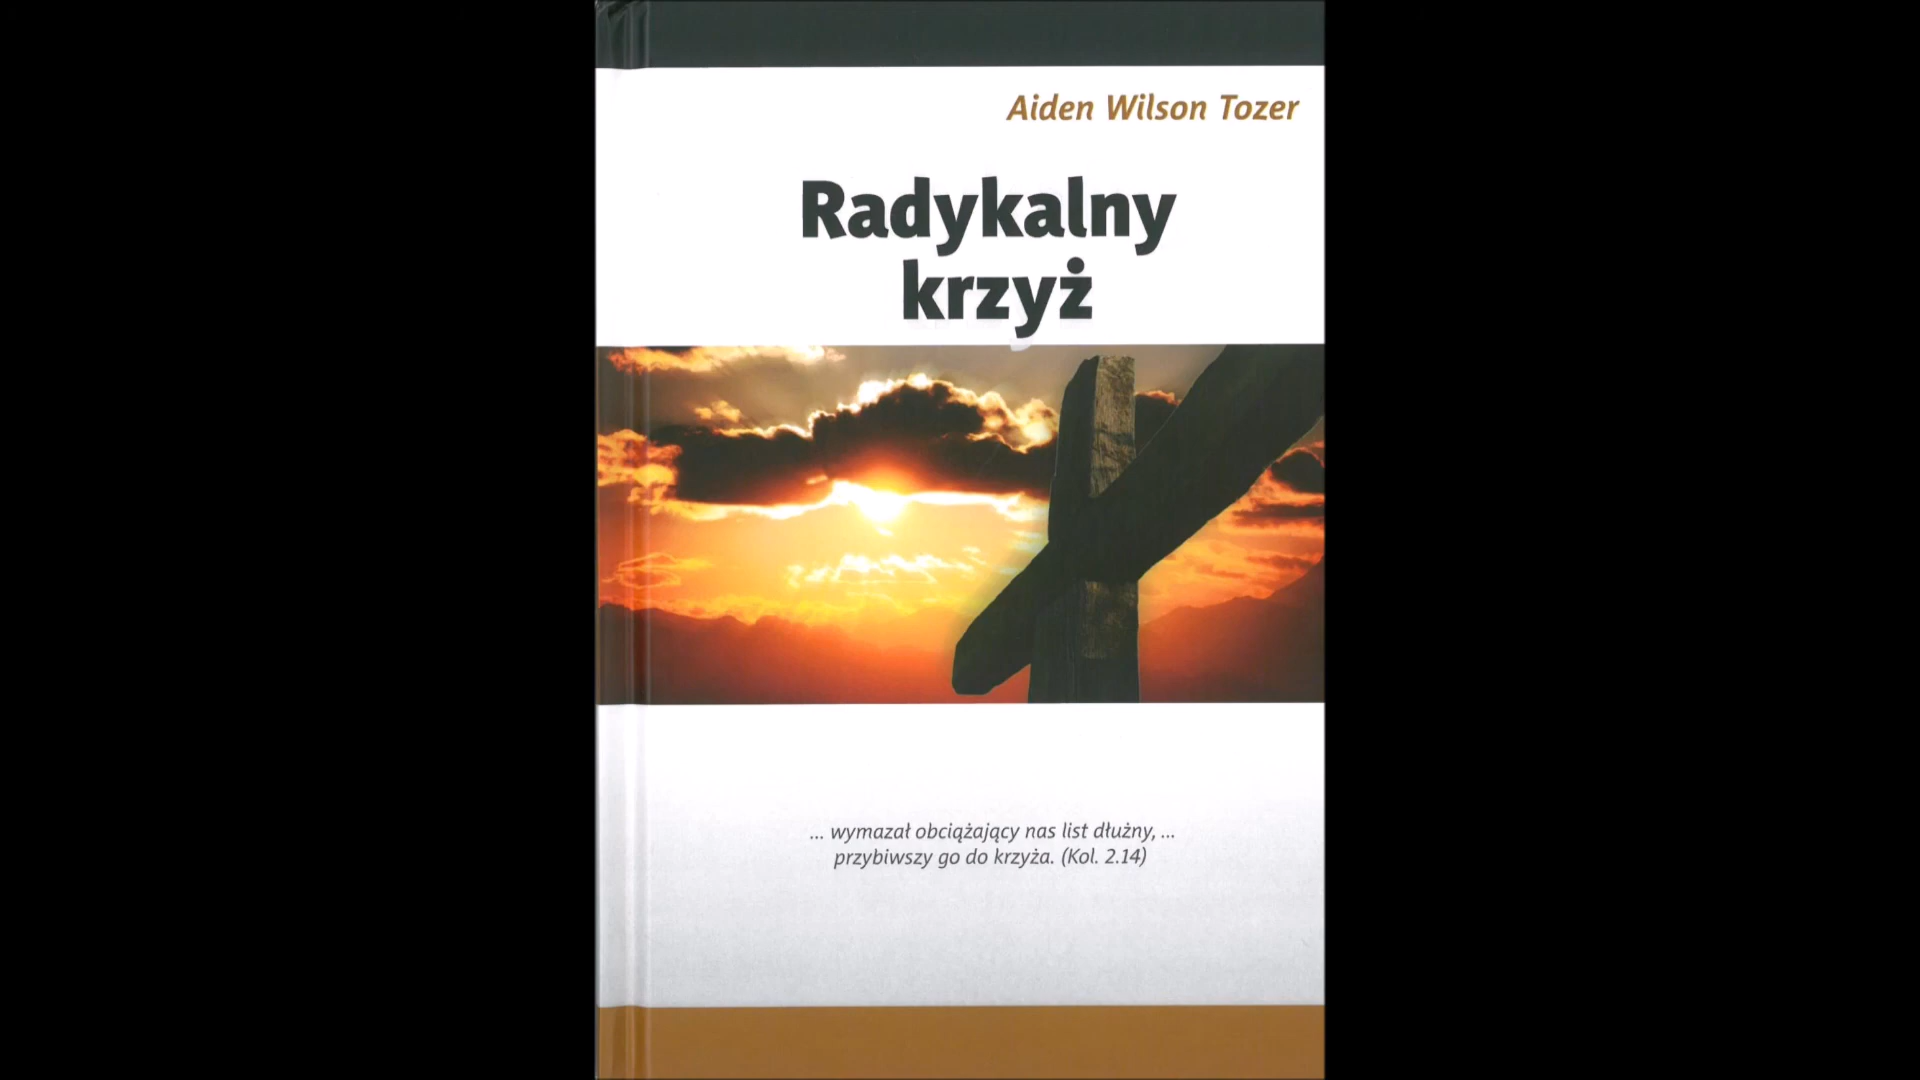 Aiden Wilson Tozer
Radykalny
krzyż
... wymazał obciążający nas list dłużny, ...
przybiwszy go do krzyża. (Kol. 2.14)